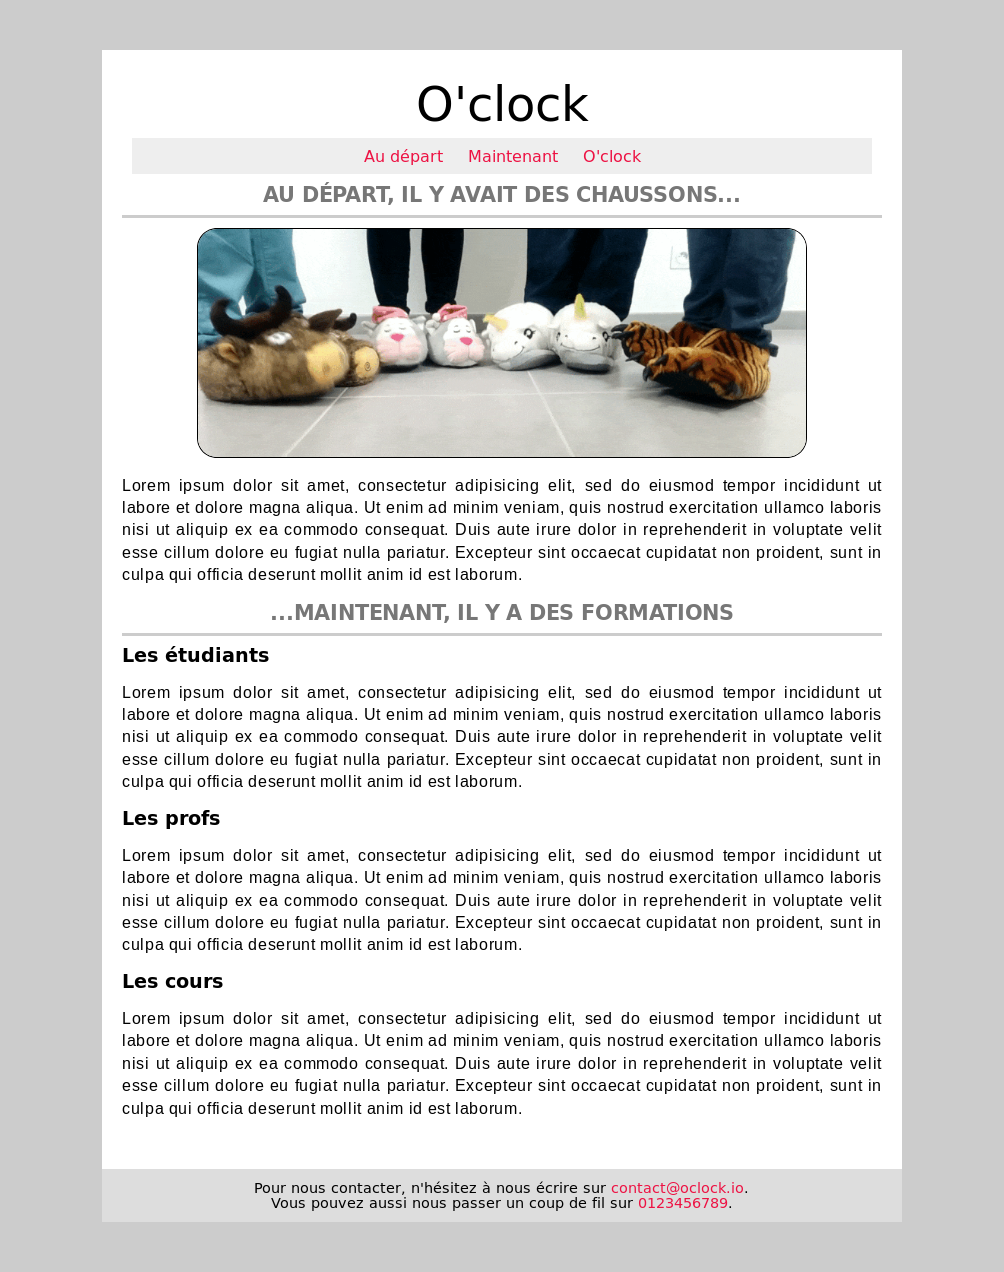 O'clock
Au départ Maintenant O'clock
AU DÉPART, IL Y AVAIT DES CHAUSSONS...
Lorem ipsum dolor sit amet, consectetur adipisicing elit, sed do eiusmod tempor incididunt ut
labore et dolore magna aliqua. Ut enim ad minim veniam, quis nostrud exercitation ullamco laboris
nisi ut aliquip ex ea commodo consequat. Duis aute irure dolor in reprehenderit in voluptate velit
esse cillum dolore eu fugiat nulla pariatur. Excepteur sint occaecat cupidatat non proident, sunt in
culpa qui officia deserunt mollit anim id est laborum.
...MAINTENANT, IL Y A DES FORMATIONS
Les étudiants
Lorem ipsum dolor sit amet, consectetur adipisicing elit, sed do eiusmod tempor incididunt ut
labore et dolore magna aliqua. Ut enim ad minim veniam, quis nostrud exercitation ullamco laboris
nisi ut aliquip ex ea commodo consequat. Duis aute irure dolor in reprehenderit in voluptate velit
esse cillum dolore eu fugiat nulla pariatur. Excepteur sint occaecat cupidatat non proident, sunt in
culpa qui officia deserunt mollit anim id est laborum.
Les profs
Lorem ipsum dolor sit amet, consectetur adipisicing elit, sed do eiusmod tempor incididunt ut
labore et dolore magna aliqua. Ut enim ad minim veniam, quis nostrud exercitation ullamco laboris
nisi ut aliquip ex ea commodo consequat. Duis aute irure dolor in reprehenderit in voluptate velit
esse cillum dolore eu fugiat nulla pariatur. Excepteur sint occaecat cupidatat non proident, sunt in
culpa qui officia deserunt mollit anim id est laborum.
Les cours
Lorem ipsum dolor sit amet, consectetur adipisicing elit, sed do eiusmod tempor incididunt ut
labore et dolore magna aliqua. Ut enim ad minim veniam, quis nostrud exercitation ullamco laboris
nisi ut aliquip ex ea commodo consequat. Duis aute irure dolor in reprehenderit in voluptate velit
esse cillum dolore eu fugiat nulla pariatur. Excepteur sint occaecat cupidatat non proident, sunt in
culpa qui officia deserunt mollit anim id est laborum.
Pour nous contacter, n'hésitez à nous écrire sur contact@oclock.io.
Vous pouvez aussi nous passer un coup de fil sur 0123456789.